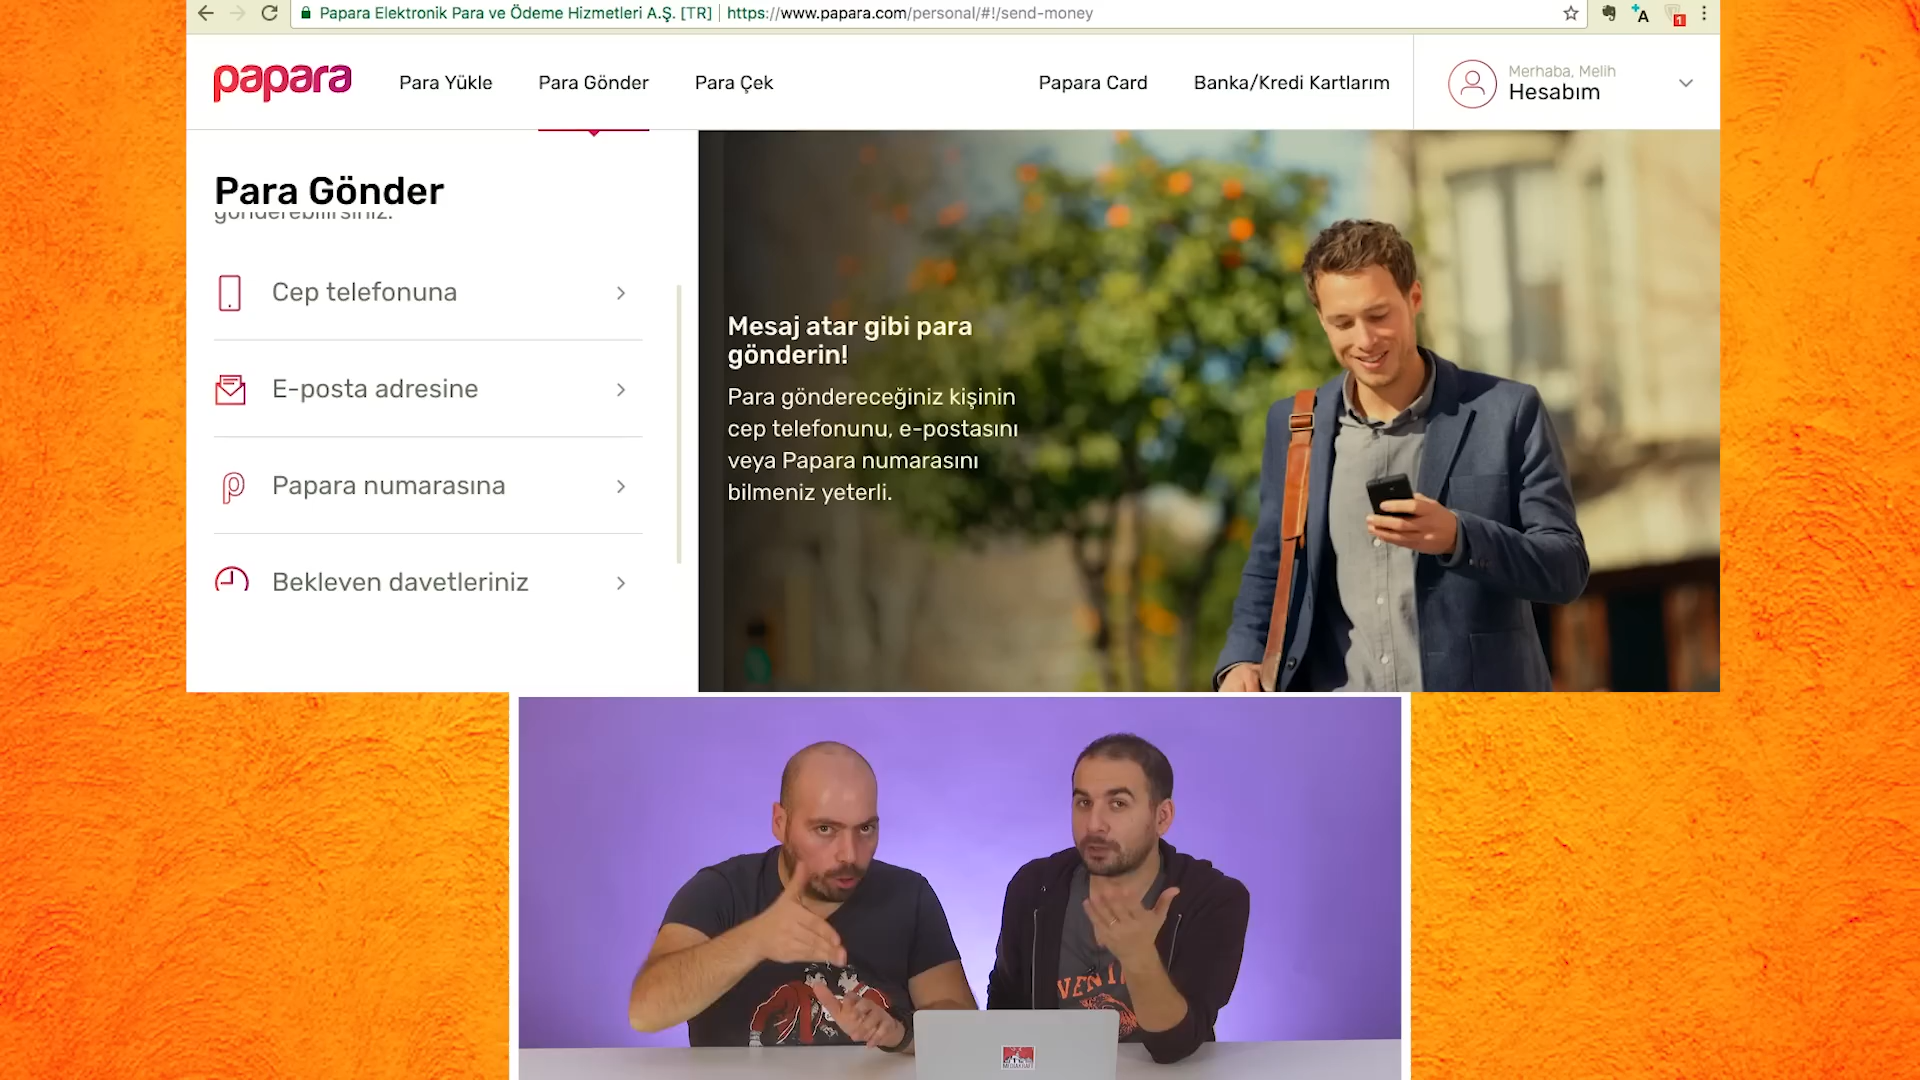 Papara Elektronik Para ve Ödeme Hizmetleri A.Ş. [TR] https://www.papara.com/personal/#!/send-money
1
papara
Para Yükle
Para Gönder
Para Çek
Papara Card
Banka/Kredi Kartlarım
Merhaba, Melih
Hesabım
Para Gönder
gönderebilirsiniz.
Cep telefonuna
E-posta adresine
Papara numarasına
Bekleyen davetleriniz
Mesaj atar gibi para
gönderin!
Para göndereceğiniz kişinin
cep telefonunu, e-postasını
veya Papara numarasını
bilmeniz yeterli.